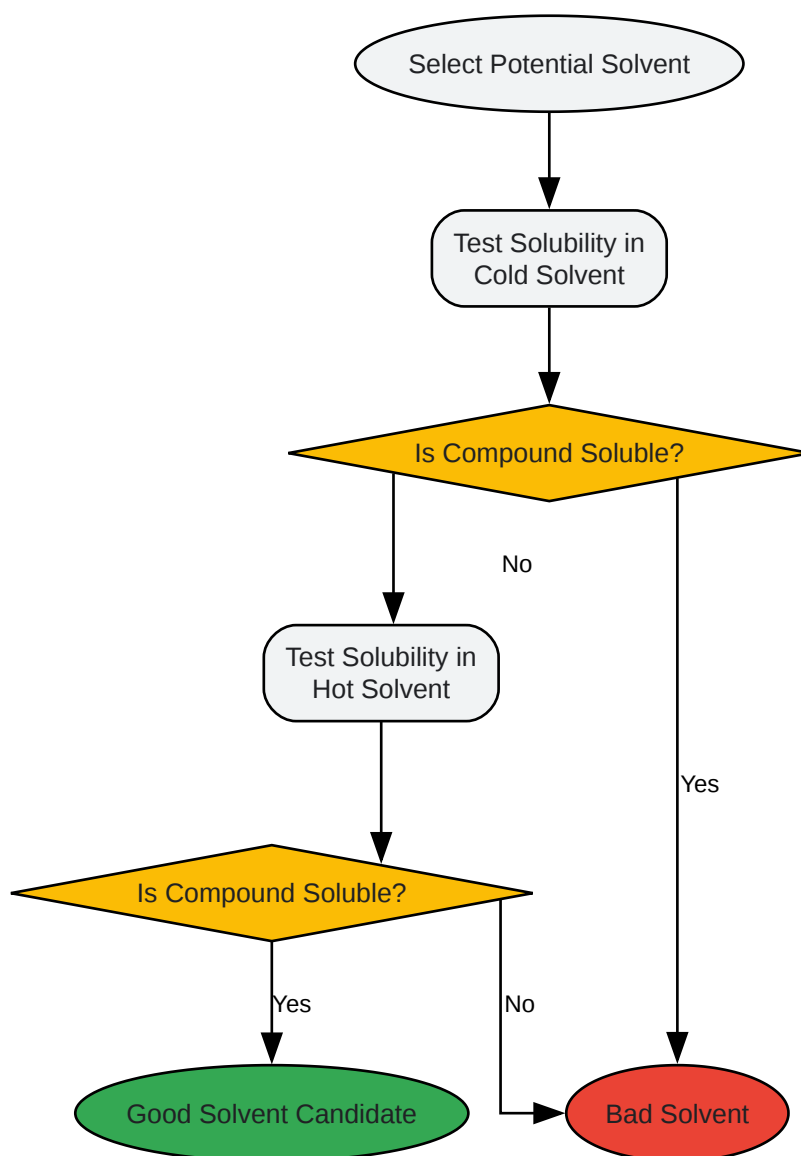 Select Potential Solvent
Test Solubility in
Cold Solvent
Is Compound Soluble?
No
Test Solubility in
Hot Solvent
Yes
Is Compound Soluble?
Yes
No
Good Solvent Candidate
Bad Solvent